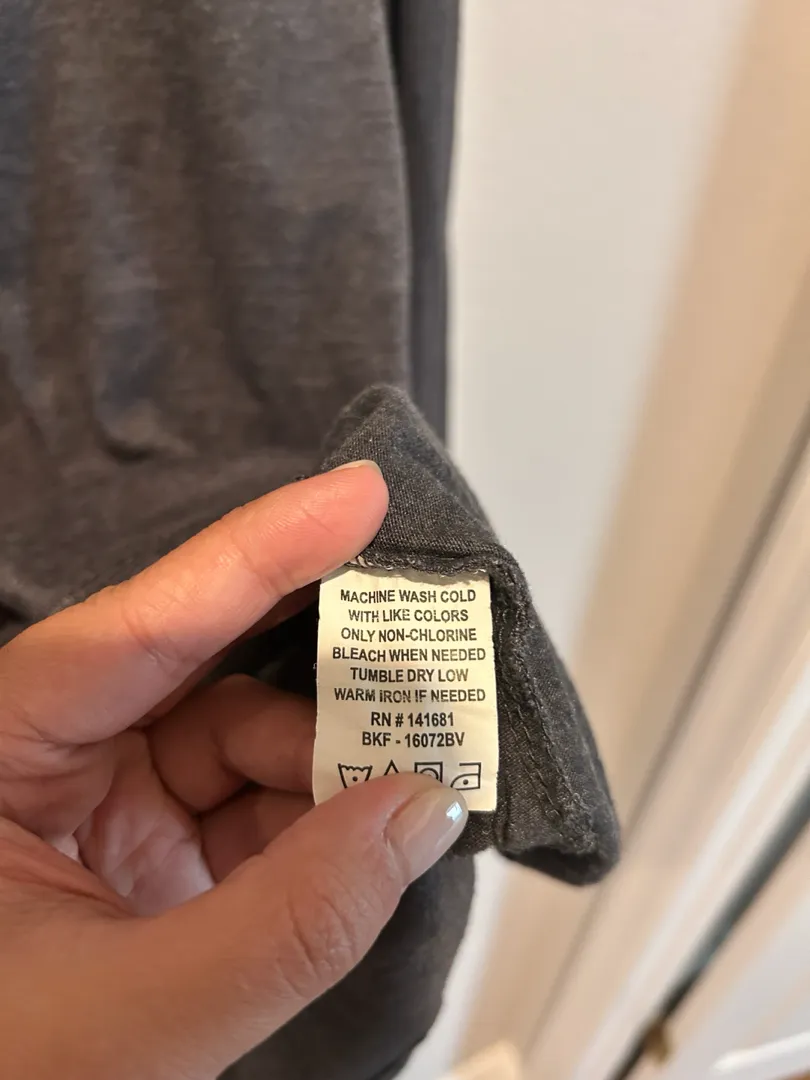 MACHINE WASH COLD
WITH LIKE COLORS
ONLY NON-CHLORINE
BLEACH WHEN NEEDED
TUMBLE DRY LOW
WARM IRON IF NEEDED
RN # 141681
BKF - 16072BV